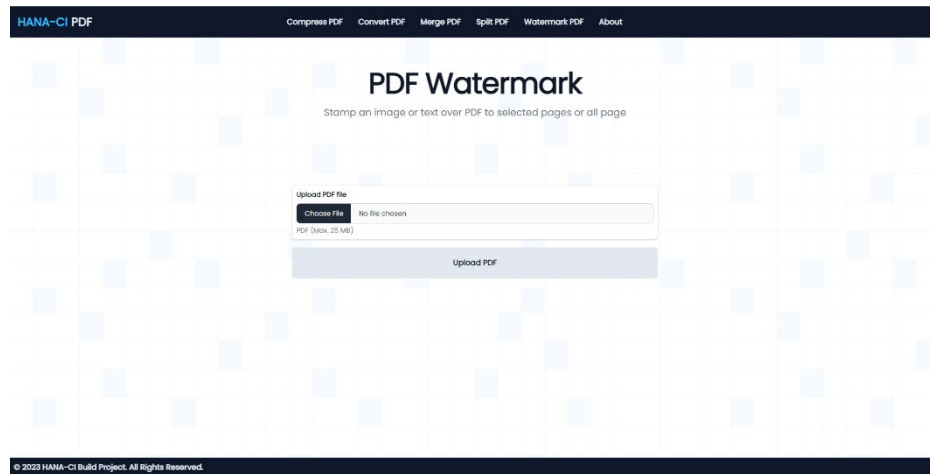 HANA-CI PDF Compress PDF Convert PDF Merge PDF Split PDF Watermark PDF About
PDF Watermark
Stamp an image or text over PDF to selected pages or all page
Upload PDF file
Choose File No file chosen
PDF (Max. 25 MB)
Upload PDF
© 2023 HANA-CI Build Project. All Rights Reserved.